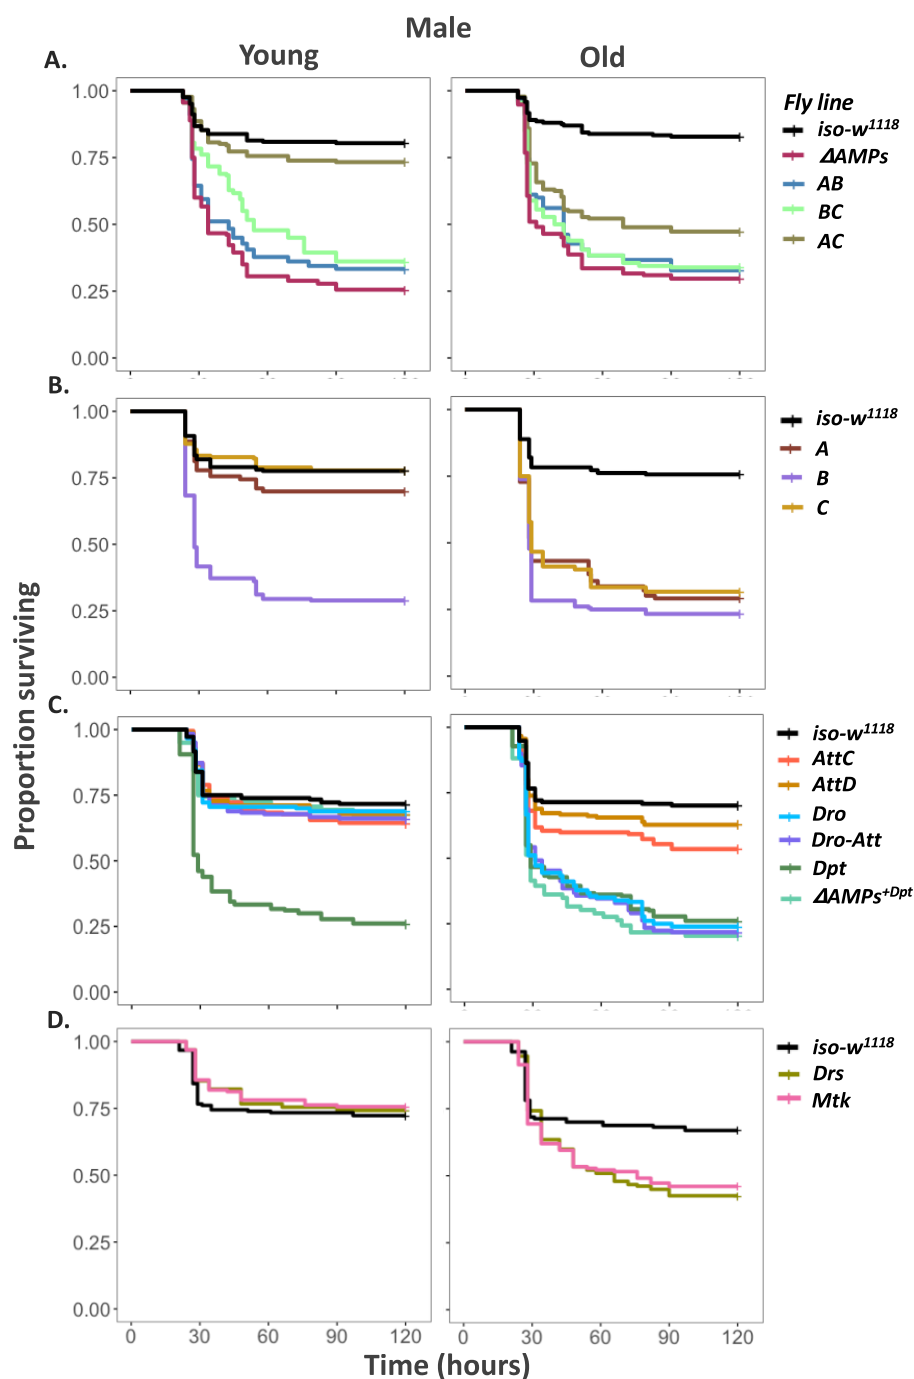 Male
Young Old
A.
1.00
0.75
0.50
0.25
0.00
Fly line
iso-w1118
ΔAMPs
AB
BC
AC
B.
1.00
0.75
0.50
0.25
0.00
iso-w1118
A
B
C
C.
1.00
0.75
0.50
0.25
0.00
iso-w1118
AttC
AttD
Dro
Dro-Att
Dpt
ΔAMPs+Dpt
D.
1.00
0.75
0.50
0.25
0.00
iso-w1118
Drs
Mtk
0 30 60 90 120 0 30 60 90 120
Time (hours)
Proportion surviving